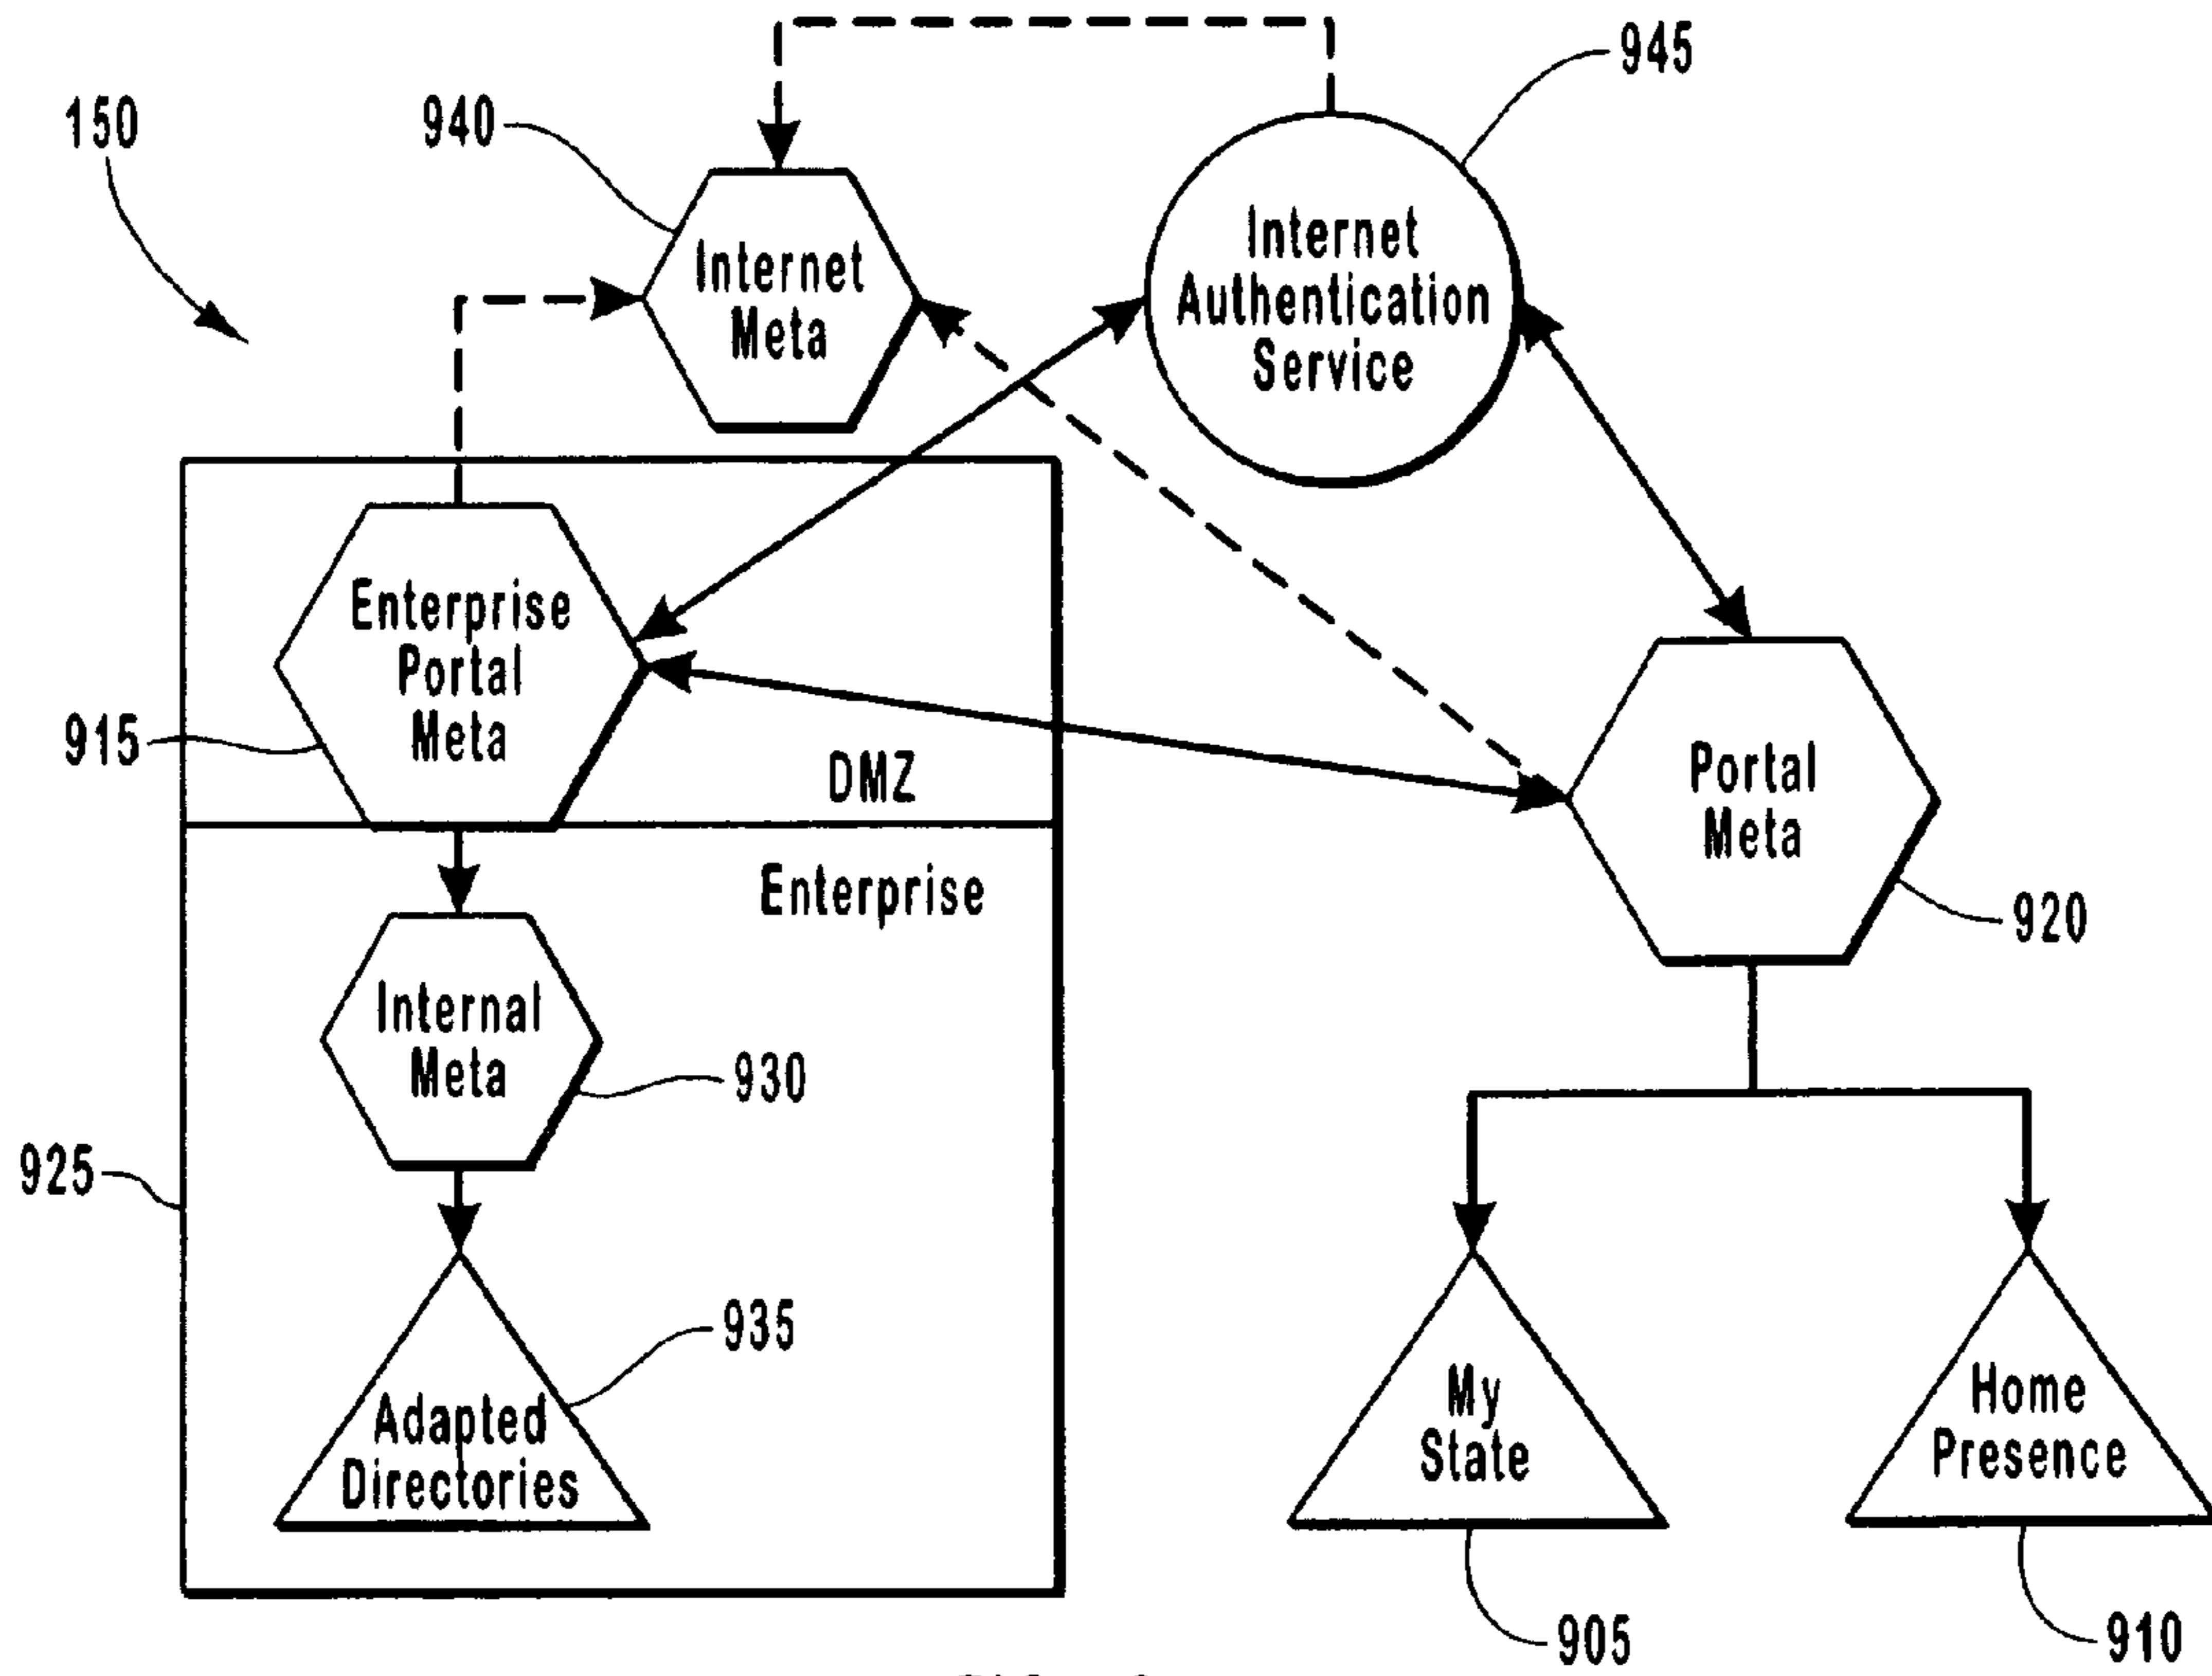 945
150
940
Internet
Meta
Internet
Authentication
Service
Enterprise
Portal
Meta
915
DMZ
Portal
Meta
920
Enterprise
Internal
Meta
930
925
935
Adapted
Directories
My
State
Home
Presence
905
910